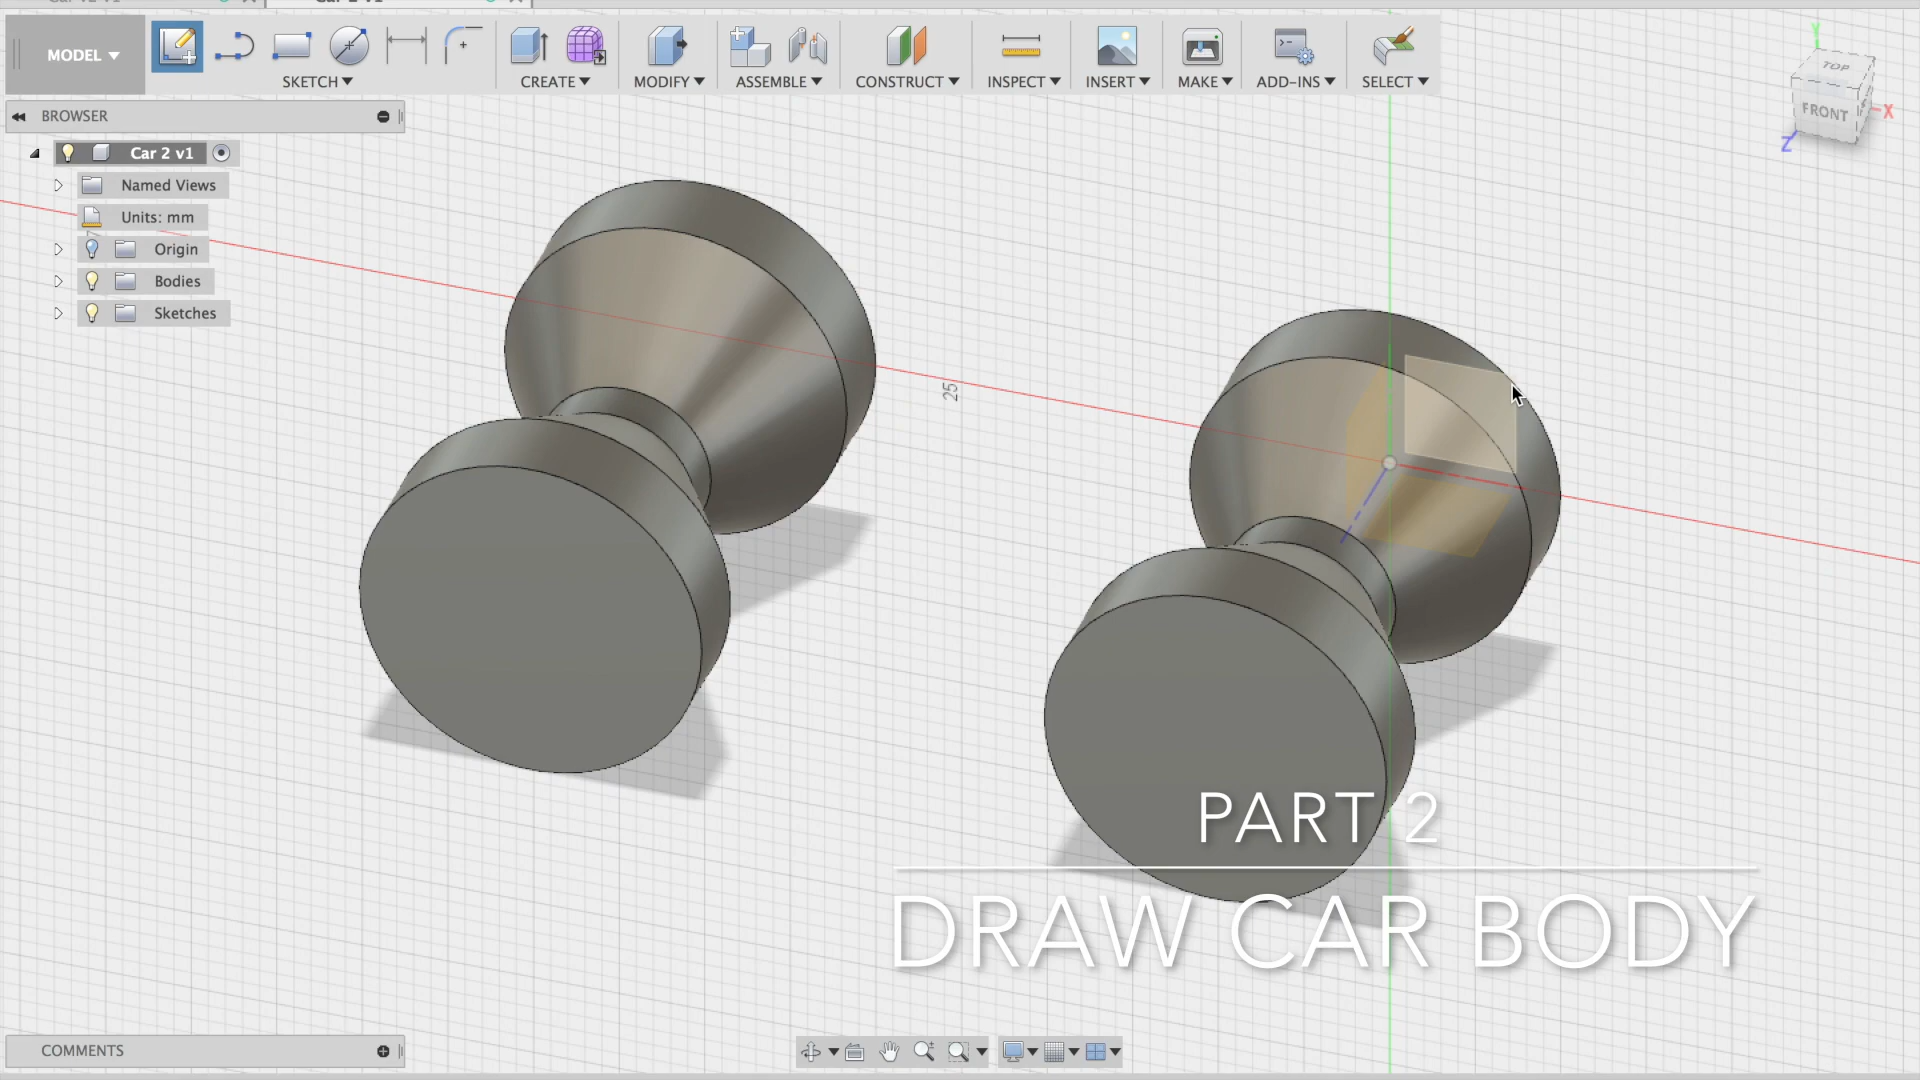 MODEL
SKETCH
CREATE
MODIFY
ASSEMBLE
CONSTRUCT
INSPECT
INSERT
MAKE
ADD-INS
SELECT
TOP
FRONT
Y
X
Z
BROWSER
Car 2 v1
Named Views
Units: mm
Origin
Bodies
Sketches
25
PART 2
DRAW CAR BODY
COMMENTS